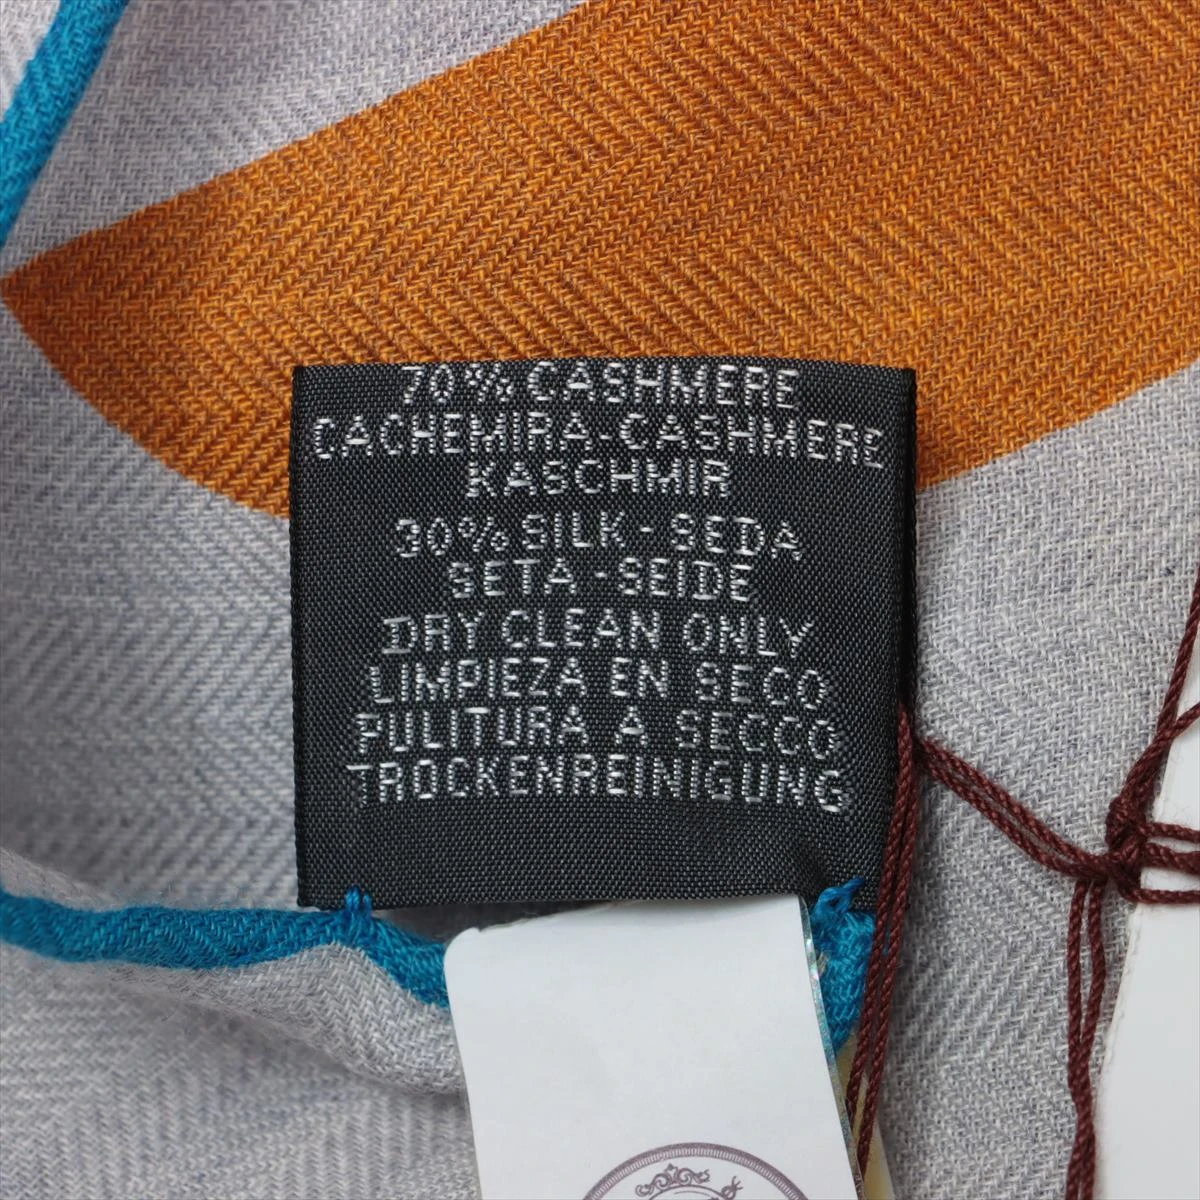 70% CASHMERE
CACHEMIRA-CASHMERE
KASCHMIR
30% SILK - SEDA
SETA - SEIDE
DRY CLEAN ONLY
LIMPIEZA EN SECO
PULITURA A SECCO
TROCKENREINIGUNG